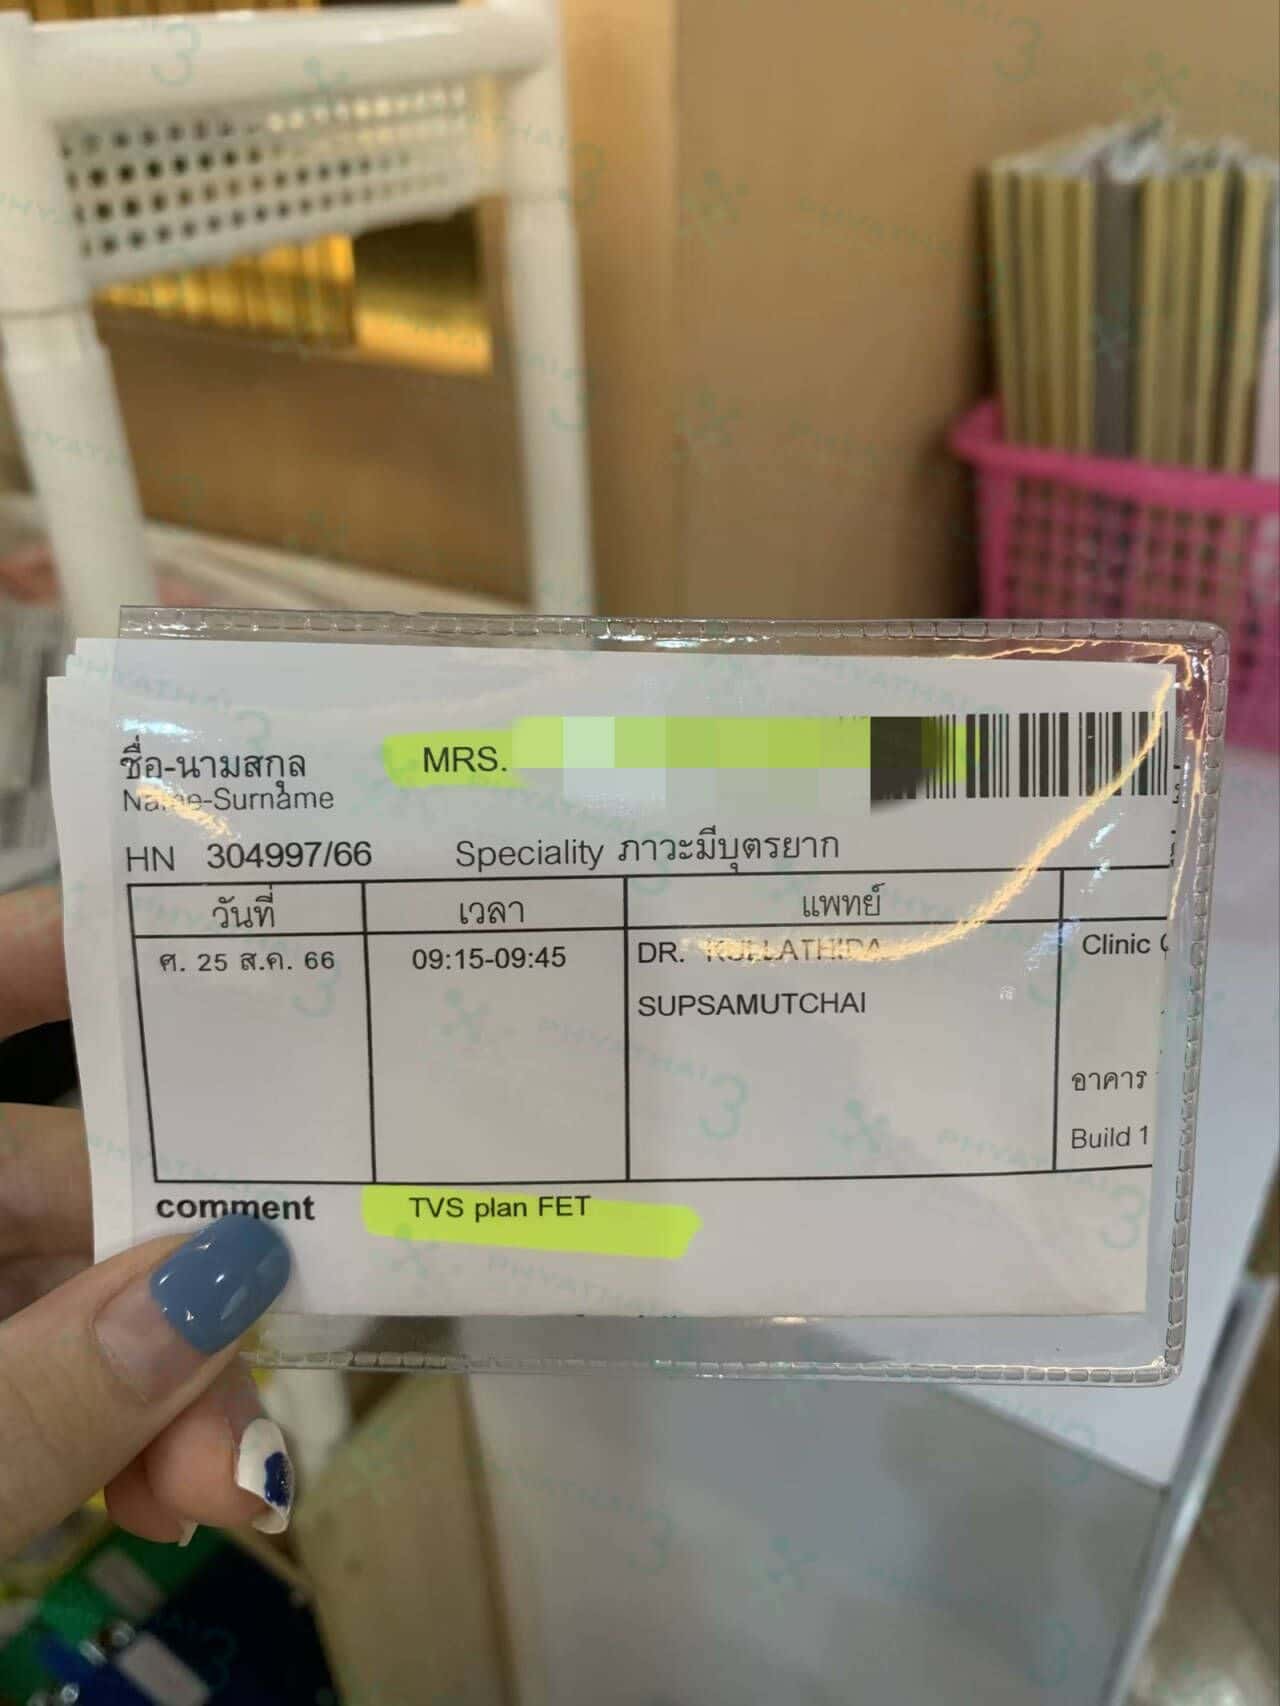 ชื่อ-นามสกุล MRS.
Name-Surname
HN 304997/66 Speciality ภาวะมีบุตรยาก
วันที่ เวลา แพทย์
ศ. 25 ส.ค. 66 09:15-09:45 DR. KULLATHIDA Clinic
SUPSAMUTCHAI
อาคาร
Build 1
comment TVS plan FET
PHYATHAI 3